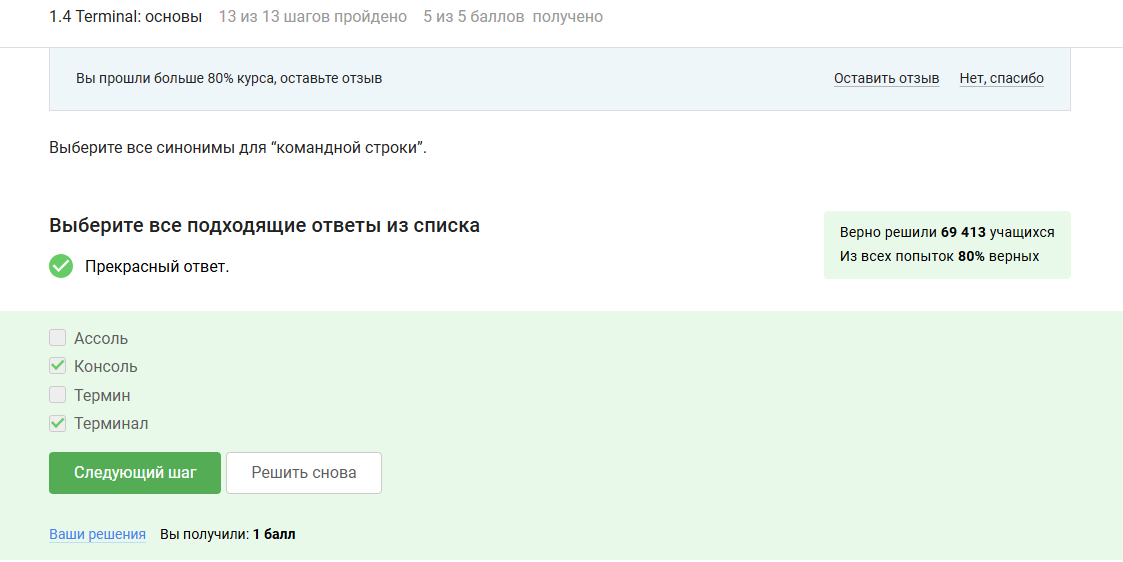 1.4 Terminal: основы 13 из 13 шагов пройдено 5 из 5 баллов получено
Вы прошли больше 80% курса, оставьте отзыв Оставить отзыв Нет, спасибо
Выберите все синонимы для “командной строки”.
Выберите все подходящие ответы из списка
Верно решили 69 413 учащихся
Из всех попыток 80% верных
Прекрасный ответ.
Ассоль
Консоль
Термин
Терминал
Следующий шаг Решить снова
Ваши решения Вы получили: 1 балл